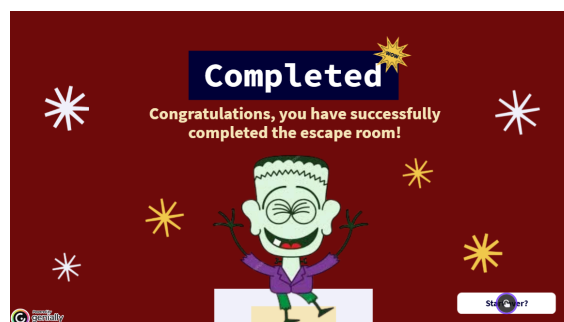 Completed
Congratulations, you have successfully
completed the escape room!
genially